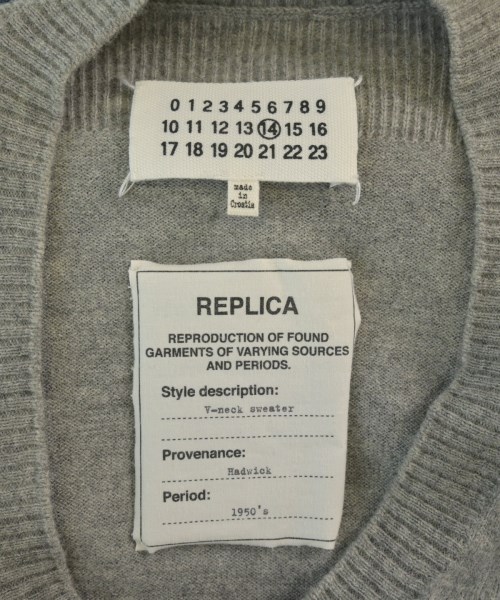 0 1 2 3 4 5 6 7 8 9
10 11 12 13 14 15 16
17 18 19 20 21 22 23
made
in
Croatia
REPLICA
REPRODUCTION OF FOUND
GARMENTS OF VARYING SOURCES
AND PERIODS.
Style description:
V-neck sweater
Provenance:
Hadwick
Period:
1950's